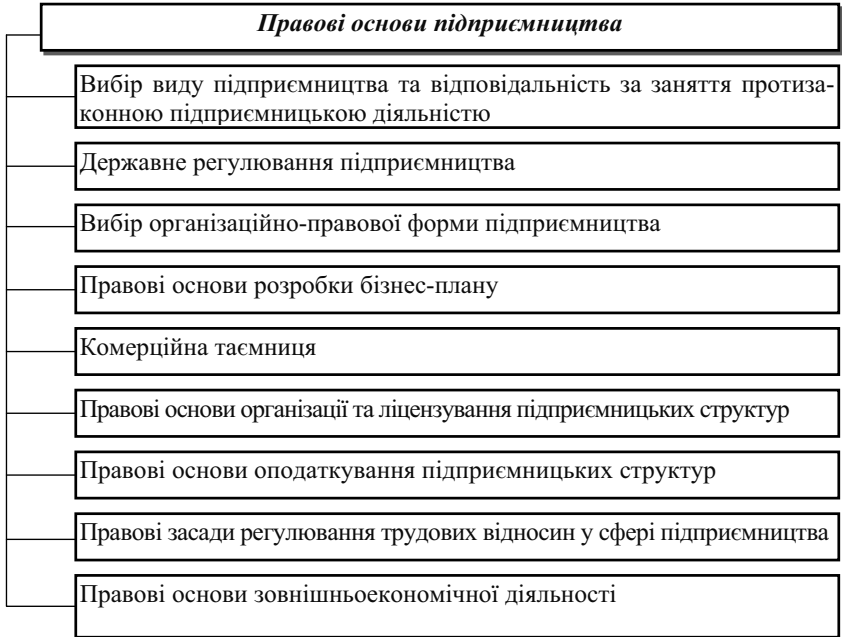 Правові основи підприємництва
Вибір виду підприємництва та відповідальність за заняття протиза-
конною підприємницькою діяльністю
Державне регулювання підприємництва
Вибір організаційно-правової форми підприємництва
Правові основи розробки бізнес-плану
Комерційна таємниця
Правові основи організації та ліцензування підприємницьких структур
Правові основи оподаткування підприємницьких структур
Правові засади регулювання трудових відносин у сфері підприємництва
Правові основи зовнішньоекономічної діяльності